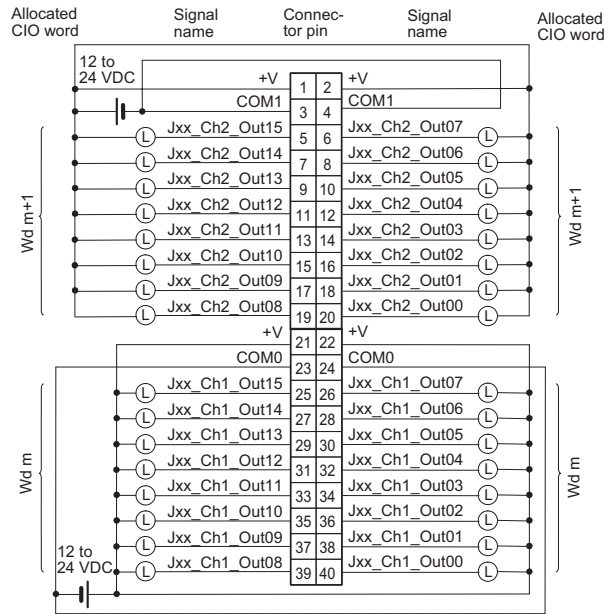 Allocated CIO word
Signal name
Connec-tor pin
Signal name
Allocated CIO word
12 to 24 VDC
+V 1 2 +V
COM1 3 4 COM1
Jxx_Ch2_Out15 5 6 Jxx_Ch2_Out07
L L
Jxx_Ch2_Out14 7 8 Jxx_Ch2_Out06
L L
Jxx_Ch2_Out13 9 10 Jxx_Ch2_Out05
L L
Jxx_Ch2_Out12 11 12 Jxx_Ch2_Out04
L L
Jxx_Ch2_Out11 13 14 Jxx_Ch2_Out03
L L
Jxx_Ch2_Out10 15 16 Jxx_Ch2_Out02
L L
Jxx_Ch2_Out09 17 18 Jxx_Ch2_Out01
L L
Jxx_Ch2_Out08 19 20 Jxx_Ch2_Out00
L L
Wd m+1
Wd m+1
+V 21 22 +V
COM0 23 24 COM0
Jxx_Ch1_Out15 25 26 Jxx_Ch1_Out07
L L
Jxx_Ch1_Out14 27 28 Jxx_Ch1_Out06
L L
Jxx_Ch1_Out13 29 30 Jxx_Ch1_Out05
L L
Jxx_Ch1_Out12 31 32 Jxx_Ch1_Out04
L L
Jxx_Ch1_Out11 33 34 Jxx_Ch1_Out03
L L
Jxx_Ch1_Out10 35 36 Jxx_Ch1_Out02
L L
Jxx_Ch1_Out09 37 38 Jxx_Ch1_Out01
L L
Jxx_Ch1_Out08 39 40 Jxx_Ch1_Out00
L L
Wd m
Wd m
12 to 24 VDC